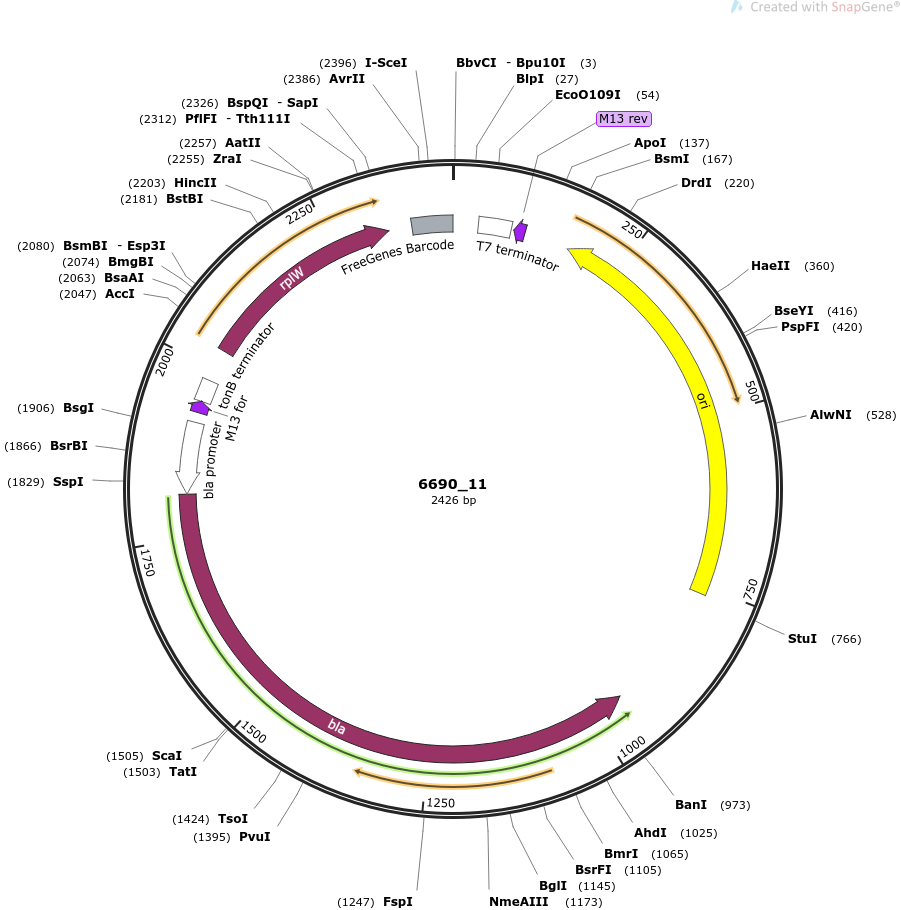 Created with SnapGene®
(2396) I-SceI
(2386) AvrII
(2326) BspQI - SapI
(2312) PflFI - Tth111I
(2257) AatII
(2255) ZraI
(2203) HincII
(2181) BstBI
(2080) BsmBI - Esp3I
(2074) BmgBI
(2063) BsaAI
(2047) AccI
(1906) BsgI
(1866) BsrBI
(1829) SspI
(1505) ScaI
(1503) TatI
(1424) TsoI
(1395) PvuI
(1247) FspI
BbvCI - Bpu10I (3)
BlpI (27)
EcoO109I (54)
M13 rev
ApoI (137)
BsmI (167)
DrdI (220)
HaeII (360)
BseYI (416)
PspFI (420)
AlwNI (528)
StuI (766)
BanI (973)
AhdI (1025)
BmrI (1065)
BsrFI (1105)
BglI (1145)
NmeAIII (1173)
250
500
750
1000
1250
1500
1750
2000
2250
rplW
FreeGenes Barcode
T7 terminator
ori
tonB terminator
M13 for
bla promoter
bla
6690_11
2426 bp